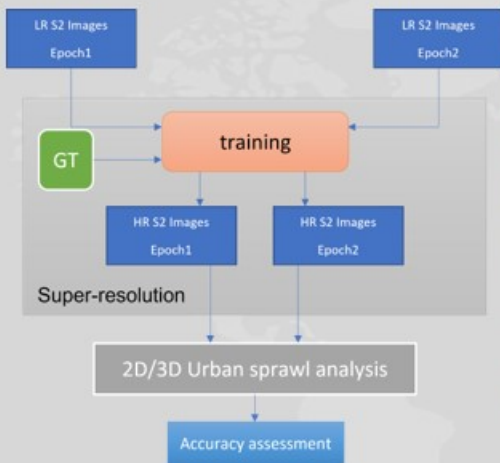 LR S2 Images
Epoch1
LR S2 Images
Epoch2
training
GT
HR S2 Images
Epoch1
HR S2 Images
Epoch2
Super-resolution
2D/3D Urban sprawl analysis
Accuracy assessment